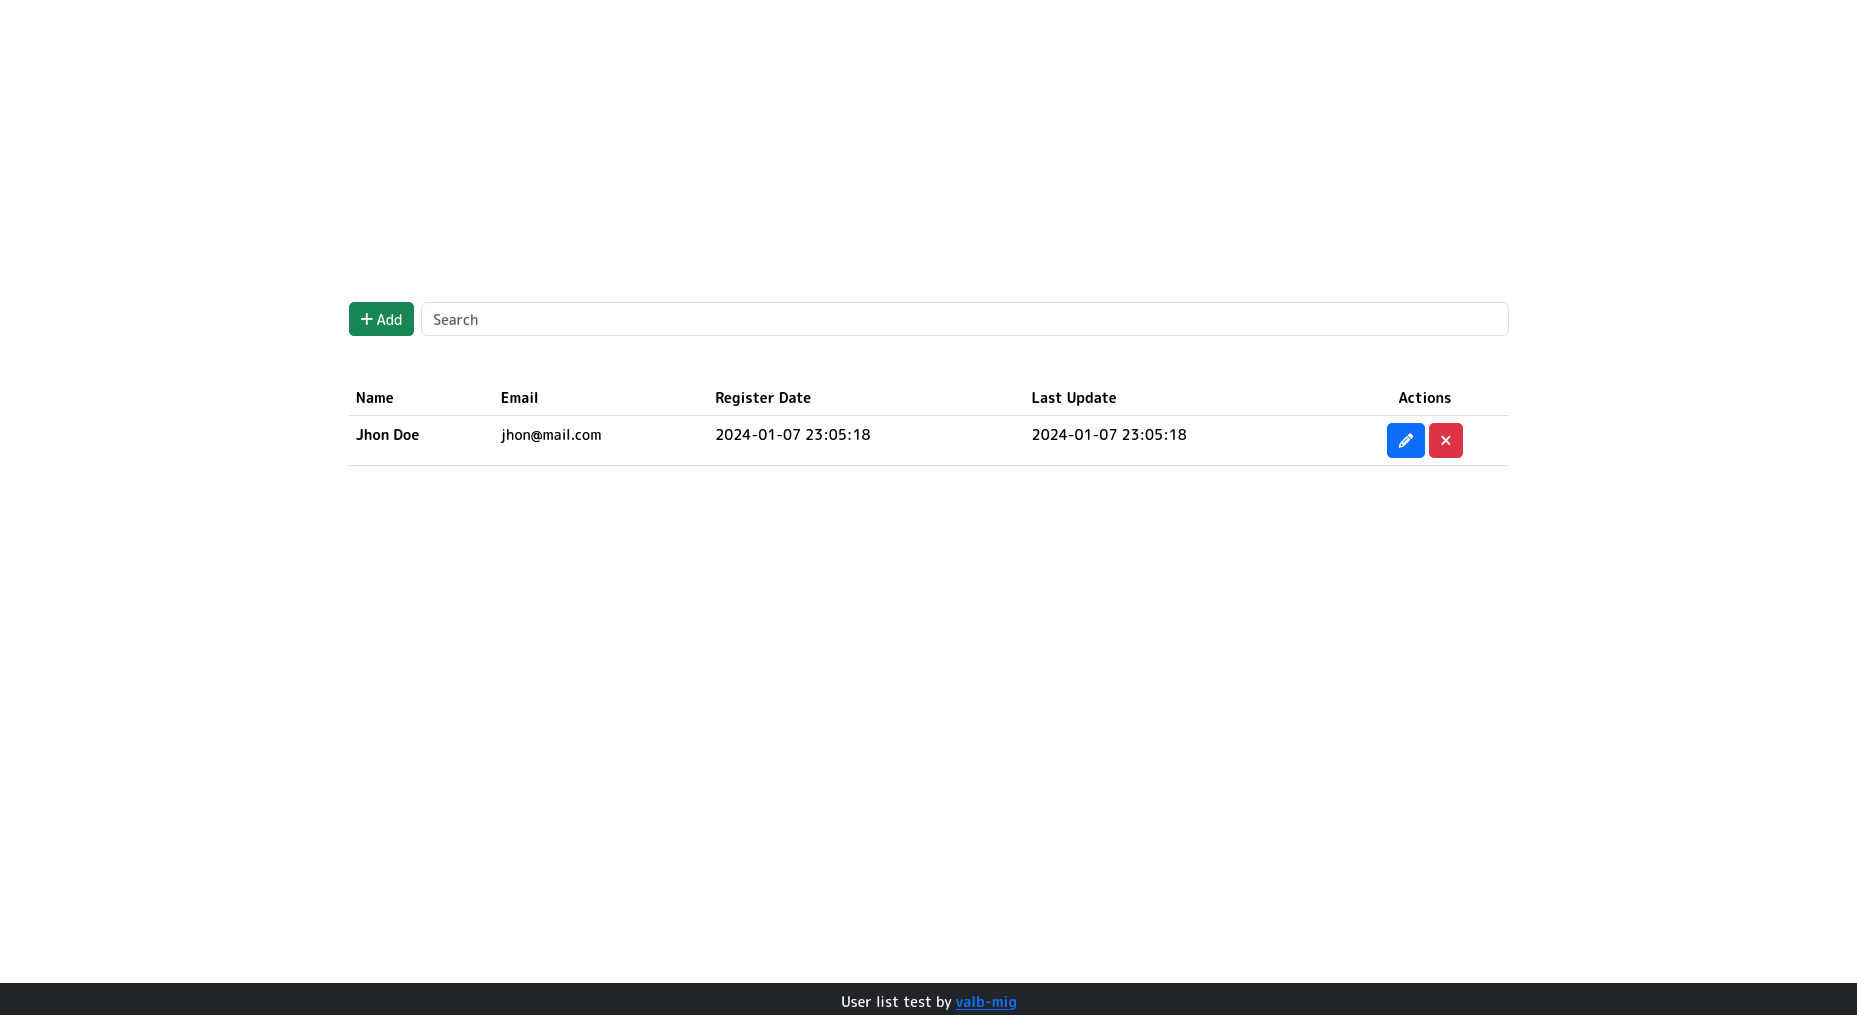 Add
Search
Name Email Register Date Last Update Actions
Jhon Doe jhon@mail.com 2024-01-07 23:05:18 2024-01-07 23:05:18
User list test by valb-mig